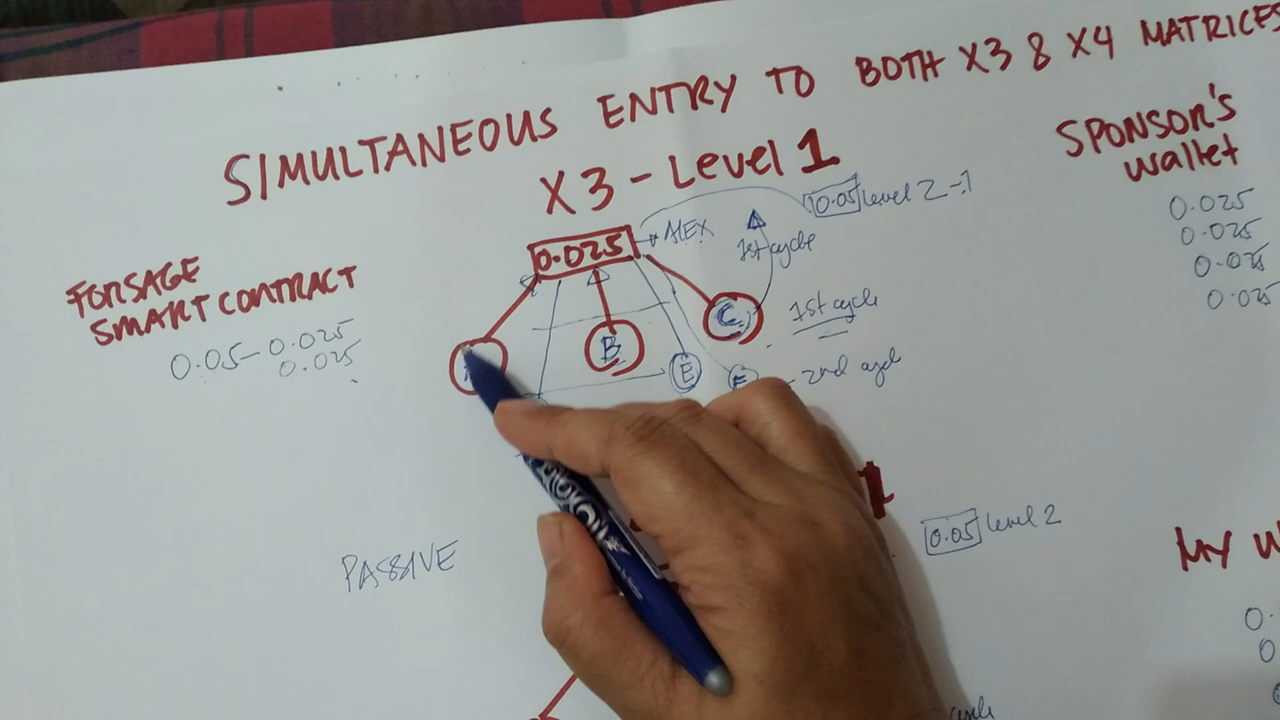 SIMULTANEOUS ENTRY TO BOTH X3 & X4 MATRICES
X3 - Level 1
SPONSOR'S
Wallet
0.025
0.025
0.025
0.025
0.05 Level 2 -1
0.025
ALEX
1st cycle
FORSAGE
SMART CONTRACT
0.05 - 0.025
0.025
B
C
1st cycle
E
2nd cycle
0.05 Level 2
PASSIVE
MY